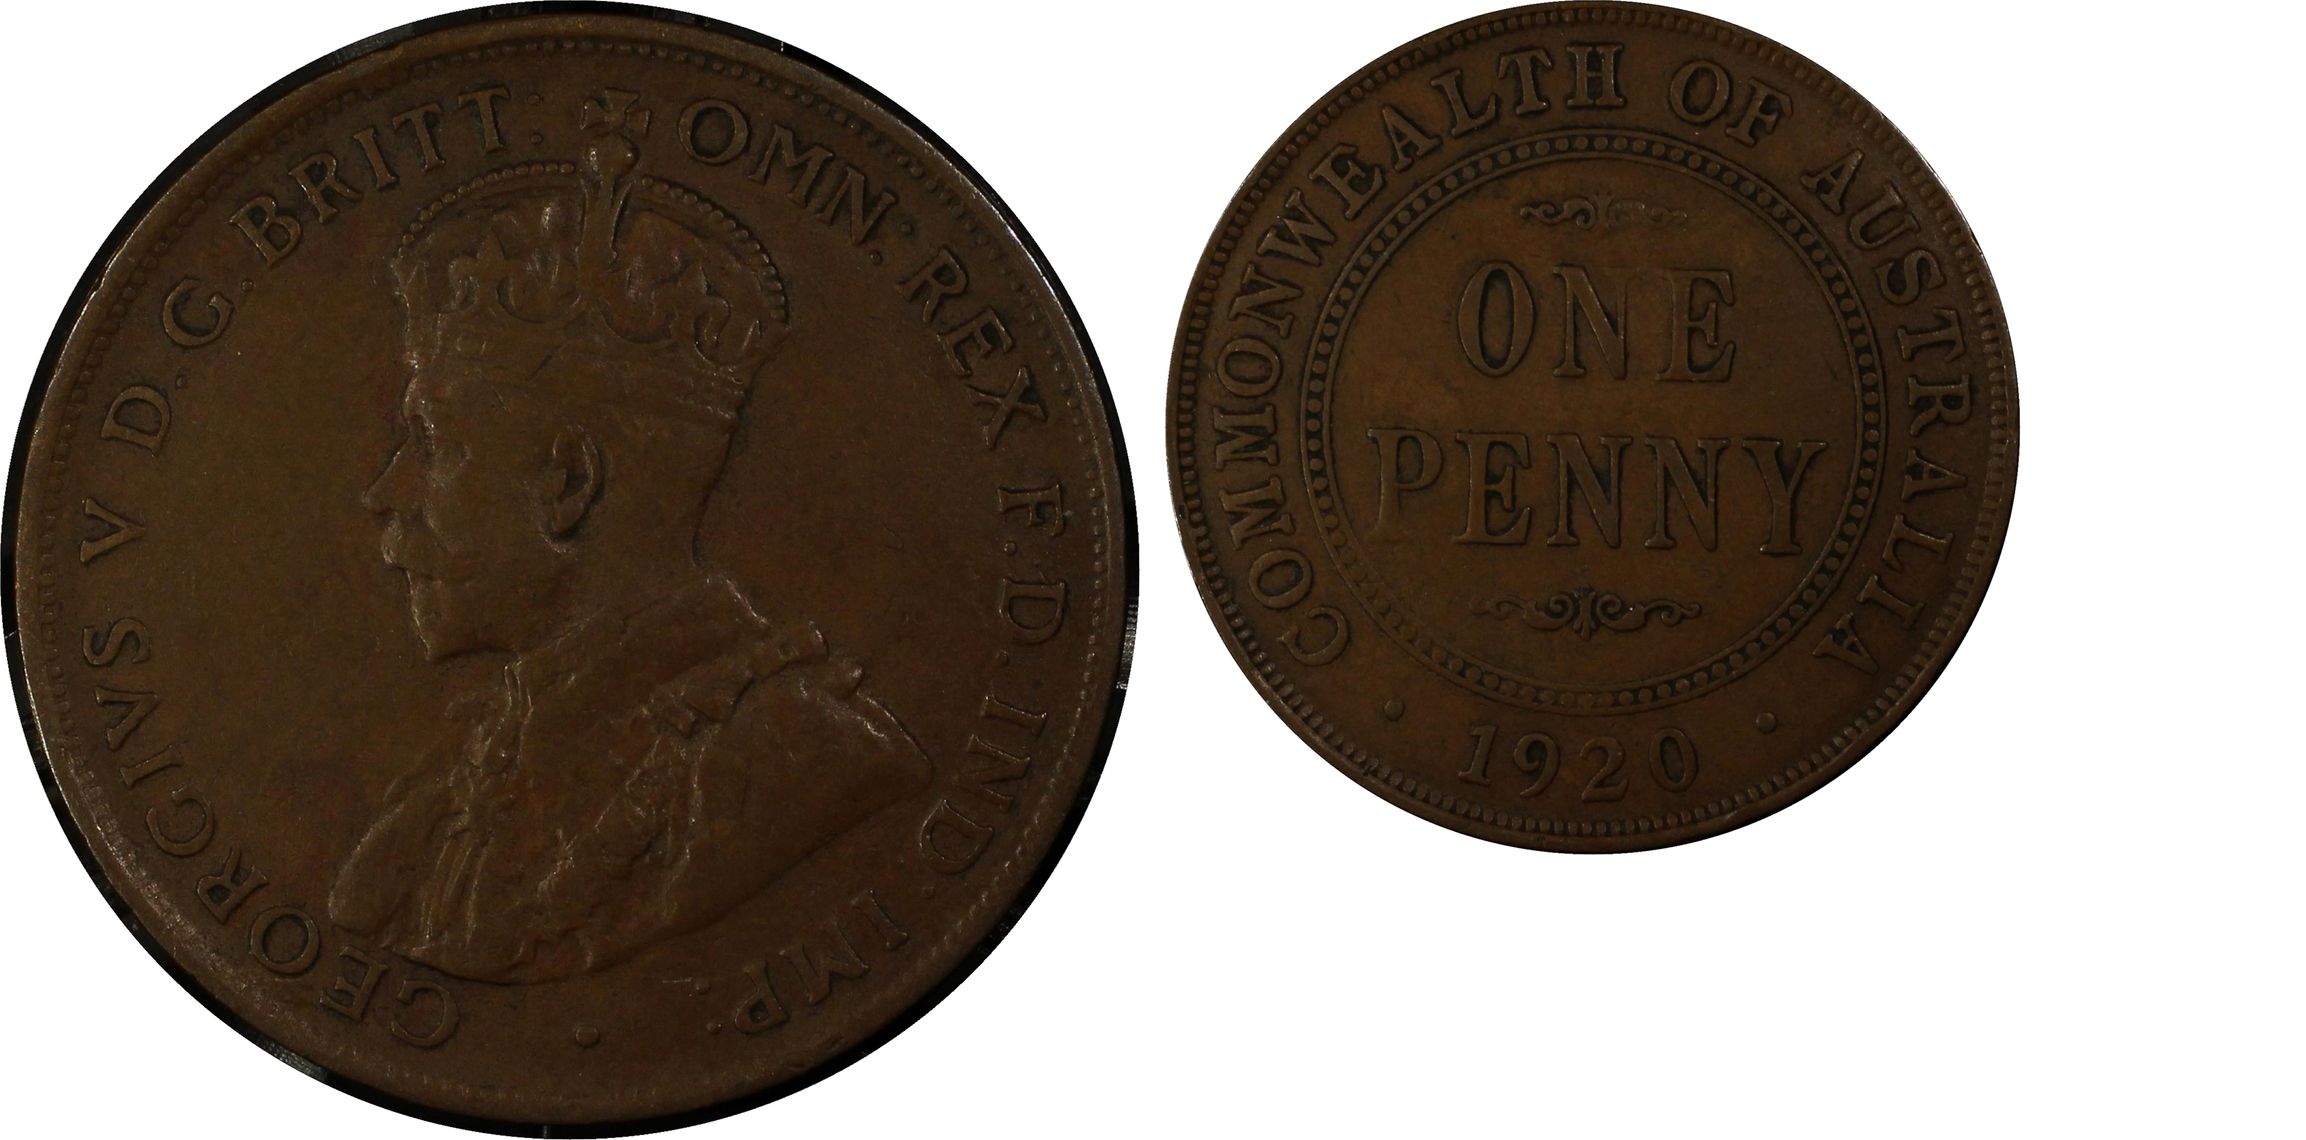 GEORGIVS V D.G.BRITT: OMN: REX F.D.IND:IMP:
COMMONWEALTH OF AUSTRALIA
ONE
PENNY
· 1920 ·